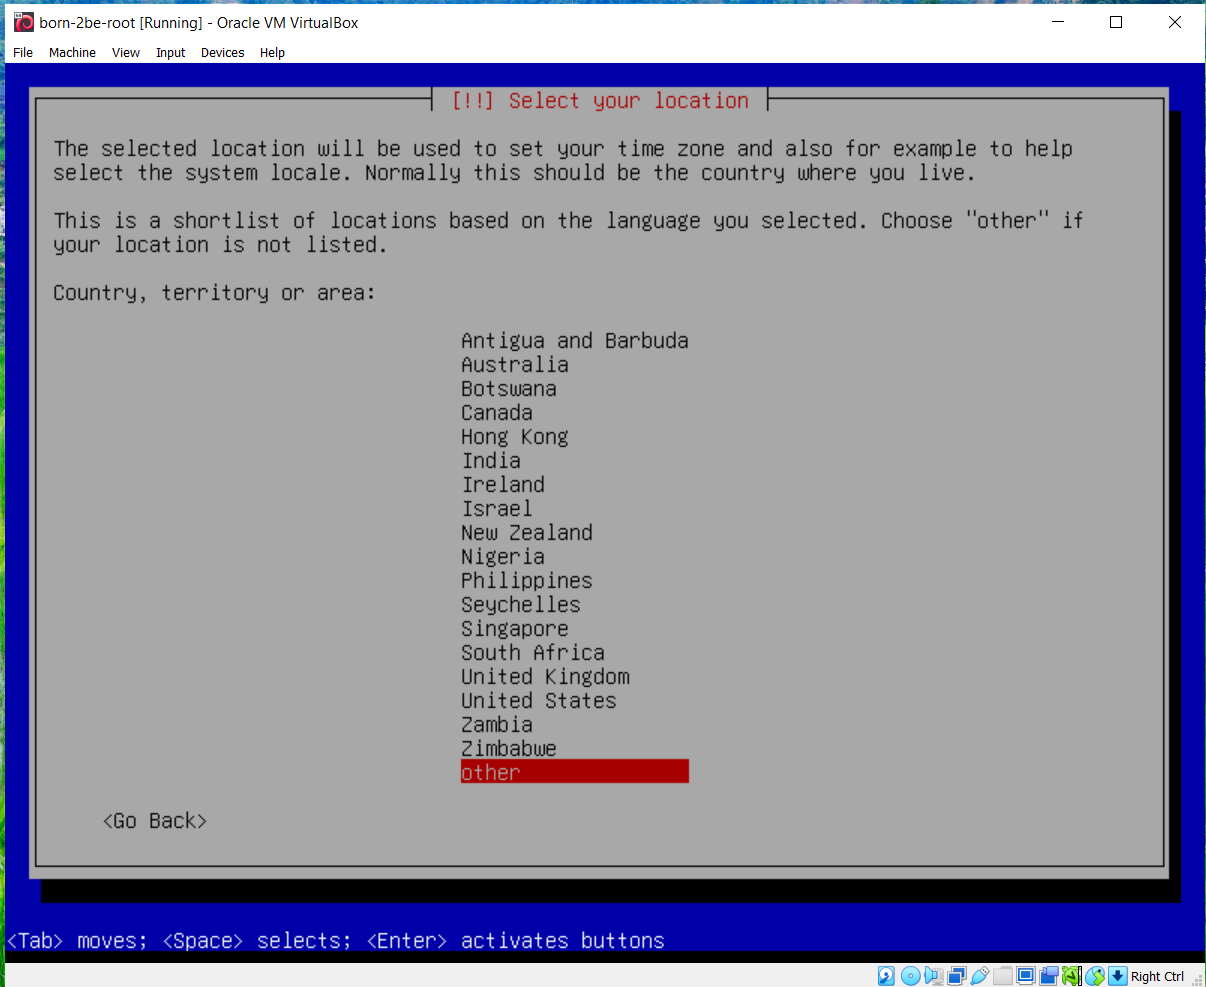 born-2be-root [Running] - Oracle VM VirtualBox
File Machine View Input Devices Help
[!!] Select your location
The selected location will be used to set your time zone and also for example to help
select the system locale. Normally this should be the country where you live.
This is a shortlist of locations based on the language you selected. Choose "other" if
your location is not listed.
Country, territory or area:
Antigua and Barbuda
Australia
Botswana
Canada
Hong Kong
India
Ireland
Israel
New Zealand
Nigeria
Philippines
Seychelles
Singapore
South Africa
United Kingdom
United States
Zambia
Zimbabwe
other
<Go Back>
<Tab> moves; <Space> selects; <Enter> activates buttons
Right Ctrl